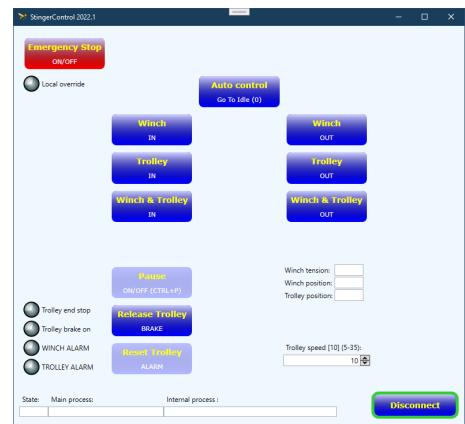 StingerControl 2022.1
Emergency Stop
ON/OFF
Local override
Auto control
Go To Idle (0)
Winch
IN
Winch
OUT
Trolley
IN
Trolley
OUT
Winch & Trolley
IN
Winch & Trolley
OUT
Pause
ON/OFF (CTRL+P)
Winch tension:
Winch position:
Trolley position:
Trolley end stop
Trolley brake on
WINCH ALARM
TROLLEY ALARM
Release Trolley
BRAKE
Reset Trolley
ALARM
Trolley speed [10] (5-35):
10
State: Main process: Internal process :
Disconnect